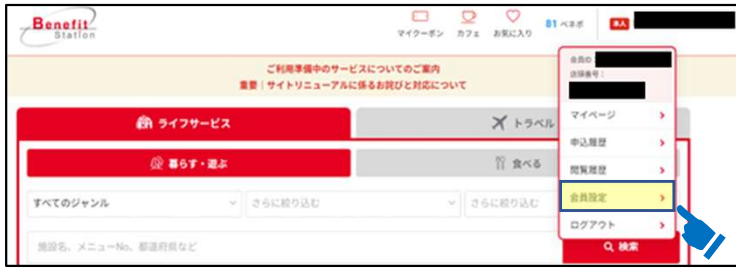 Benefit
Station
マイクーポン
カフェ
お気に入り
81 ベネポ
本人
ご利用準備中のサービスについてのご案内
重要｜サイトリニューアルに係るお詫びと対応について
会員ID：
店頭番号：
マイページ
申込履歴
閲覧履歴
会員設定
ログアウト
ライフサービス
トラベル
暮らす・遊ぶ
食べる
すべてのジャンル
さらに絞り込む
さらに絞り込む
施設名、メニューNo、都道府県など
検索